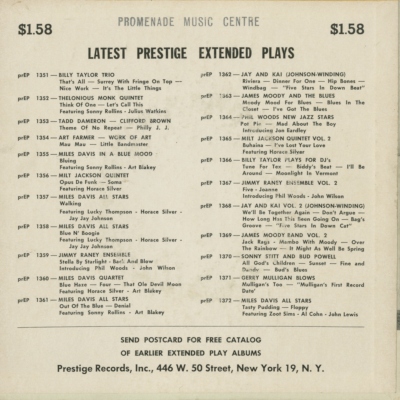 PROMENADE MUSIC CENTRE
$1.58 $1.58
LATEST PRESTIGE EXTENDED PLAYS
prEP 1351 — BILLY TAYLOR TRIO
That's All — Surrey With Fringe On Top —
Nice Work — It's The Little Things
prEP 1352 — THELONIOUS MONK QUINTET
Think Of One — Let's Call This
Featuring Sonny Rollins - Julius Watkins
prEP 1353 — TADD DAMERON — CLIFFORD BROWN
Theme Of No Repeat — Philly J. J.
prEP 1354 — ART FARMER — WORK OF ART
Mau Mau — Little Bandmaster
prEP 1355 — MILES DAVIS IN A BLUE MOOD
Bluing
Featuring Sonny Rollins - Art Blakey
prEP 1356 — MILT JACKSON QUINTET
Opus De Funk — Soma
Featuring Horace Silver
prEP 1357 — MILES DAVIS ALL STARS
Walking
Featuring Lucky Thompson - Horace Silver -
Jay Jay Johnson
prEP 1358 — MILES DAVIS ALL STARS
Blue N' Boogie
Featuring Lucky Thompson - Horace Silver -
Jay Jay Johnson
prEP 1359 — JIMMY RANEY ENSEMBLE
Stella By Starlight - Back And Blow
Introducing Phil Woods - John Wilson
prEP 1360 — MILES DAVIS QUARTET
Blue Haze — Four — That Ole Devil Moon
Featuring Horace Silver - Art Blakey
prEP 1361 — MILES DAVIS ALL STARS
Out Of The Blue — Denial
Featuring Sonny Rollins - Art Blakey
prEP 1362 — JAY AND KAI (JOHNSON-WINDING)
Riviera — Dinner For One — Hip Bones —
Windbag — "Five Stars In Down Beat"
prEP 1363 — JAMES MOODY AND THE BLUES
Moody Mood For Blues — Blues In The
Closet — I've Got The Blues
prEP 1364 — PHIL WOODS NEW JAZZ STARS
Pot Pie — Mad About The Boy
Introducing Jon Eardley
prEP 1365 — MILT JACKSON QUINTET VOL. 2
Buhaina — I've Lost Your Love
Featuring Horace Silver
prEP 1366 — BILLY TAYLOR PLAYS FOR DJ's
Tune For Tex — Biddy's Beat — I'll Be
Around — Moonlight In Vermont
prEP 1367 — JIMMY RANEY ENSEMBLE VOL. 2
Five - Joanne
Introducing Phil Woods - John Wilson
prEP 1368 — JAY AND KAI VOL. 2 (JOHNSON-WINDING)
We'll Be Together Again — Don't Argue —
How Long Has This Been Going On — Bag's
Groove — "Five Stars In Down Cat"
prEP 1369 — JAMES MOODY BAND VOL. 3
Jack Raga - Mambo With Moody — Over
The Rainbow — It Might As Well Be Spring
prEP 1370 — SONNY STITT AND BUD POWELL
All God's Children — Sunset — Fine and
Dandy — Bud's Blues
prEP 1371 — GERRY MULLIGAN BLOWS
Mulligan's Too — "Mulligan's First Record
Date"
prEP 1372 — MILES DAVIS ALL STARS
Tasty Pudding — Floppy
Featuring Zoot Sims - Al Cohn - John Lewis
SEND POSTCARD FOR FREE CATALOG
OF EARLIER EXTENDED PLAY ALBUMS
Prestige Records, Inc., 446 W. 50 Street, New York 19, N. Y.